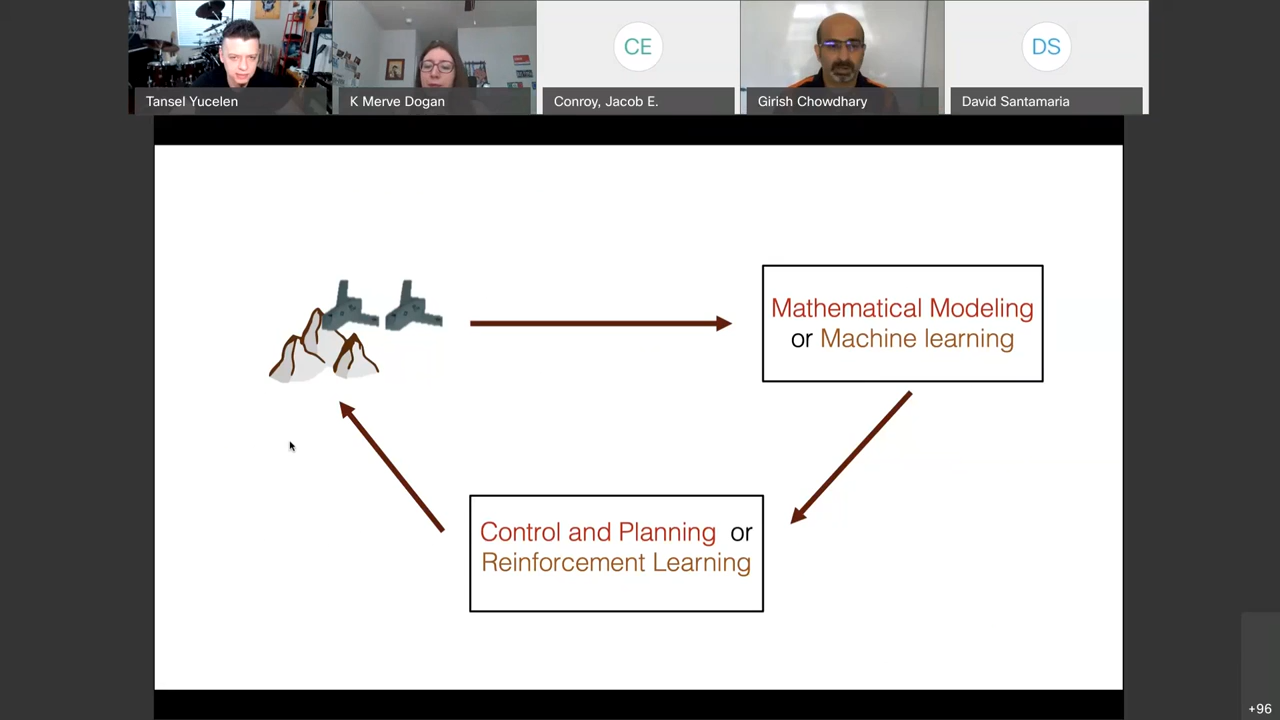 CE
DS
Tansel Yucelen
K Merve Dogan
Conroy, Jacob E.
Girish Chowdhary
David Santamaria
Mathematical Modeling
or Machine learning
Control and Planning or
Reinforcement Learning
+96